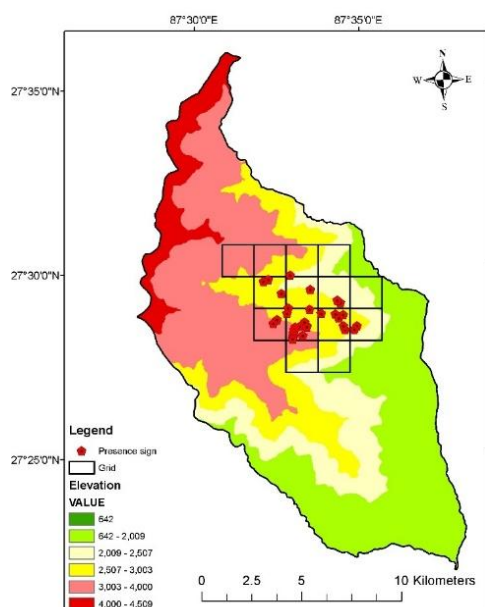 87°30'0"E 87°35'0"E
N
W E
S
27°35'0"N
27°30'0"N
27°25'0"N
Legend
Presence sign
Grid
Elevation
VALUE
642
642 - 2,009
2,009 - 2,507
2,507 - 3,003
3,003 - 4,000
4,000 - 4,509
0 2.5 5 10 Kilometers